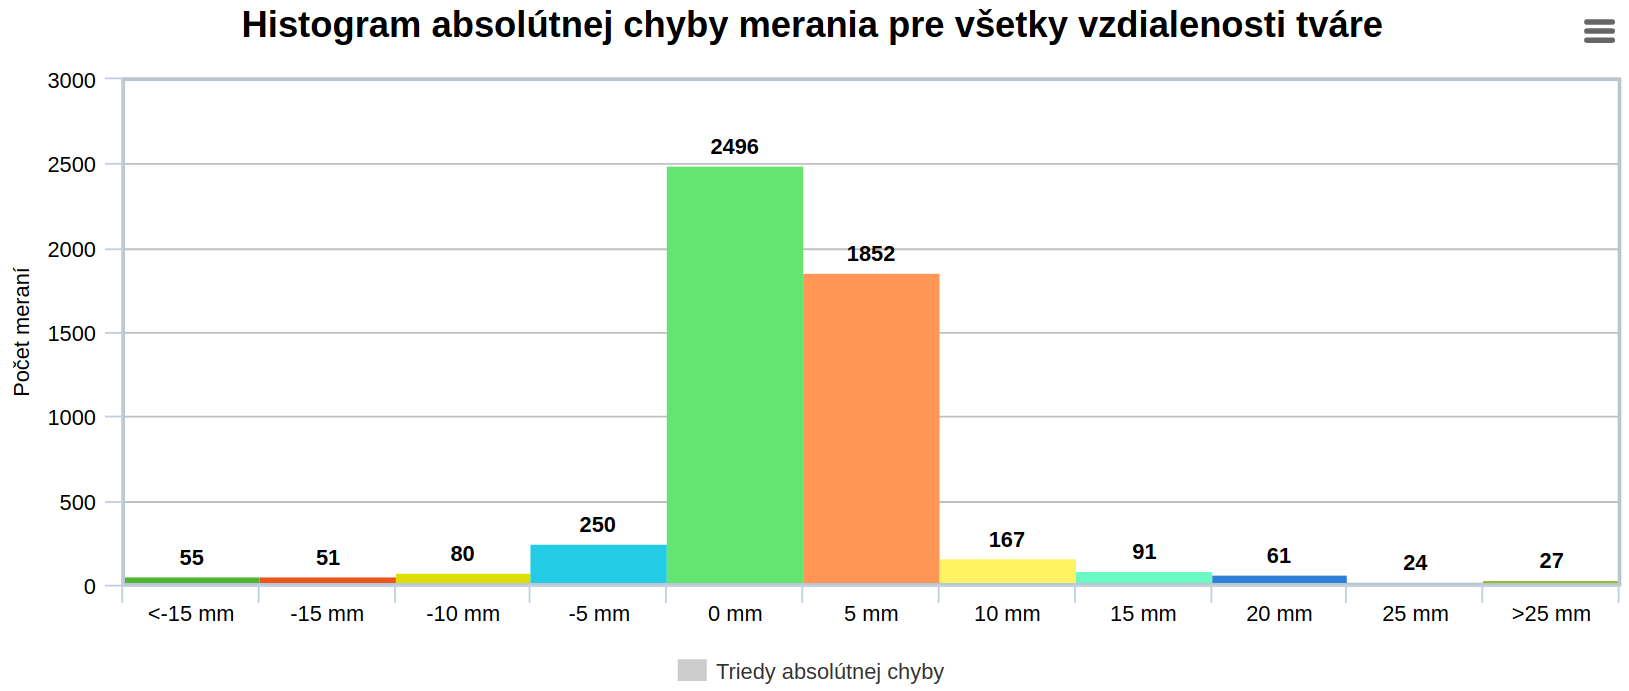 Histogram absolútnej chyby merania pre všetky vzdialenosti tváre
3000
2500
2000
1500
1000
500
0
Počet meraní
55
51
80
250
2496
1852
167
91
61
24
27
<-15 mm
-15 mm
-10 mm
-5 mm
0 mm
5 mm
10 mm
15 mm
20 mm
25 mm
>25 mm
Triedy absolútnej chyby